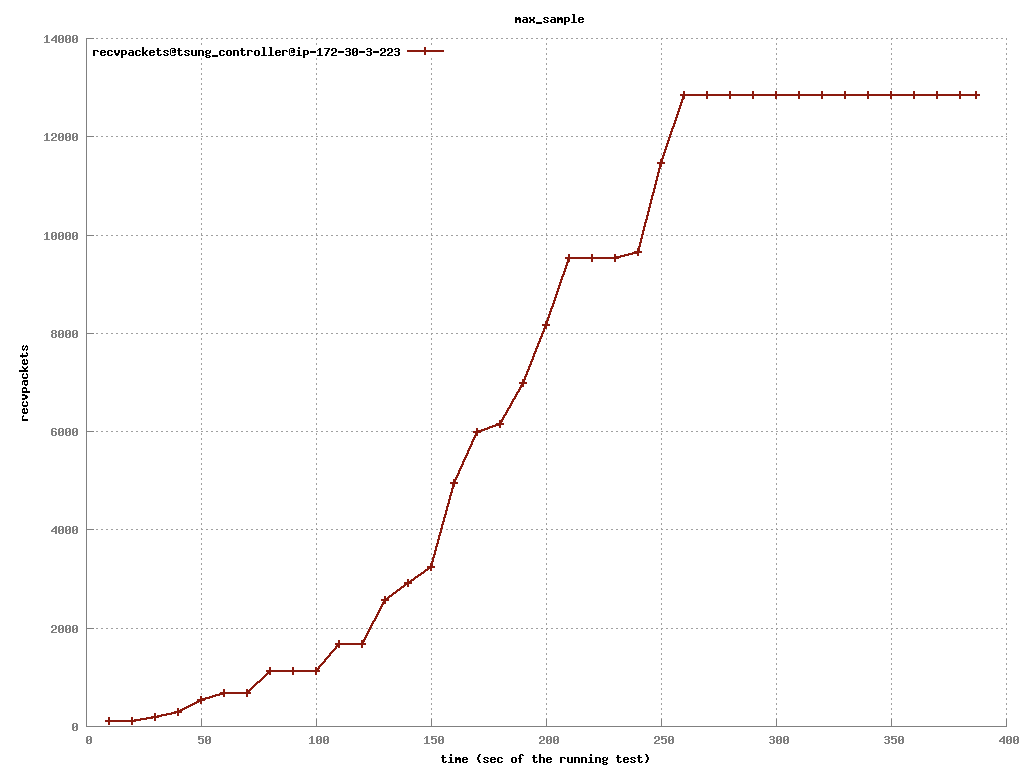 max_sample
recvpackets@tsung_controller@ip-172-30-3-223
14000
12000
10000
8000
6000
4000
2000
0
recvpackets
0 50 100 150 200 250 300 350 400
time (sec of the running test)